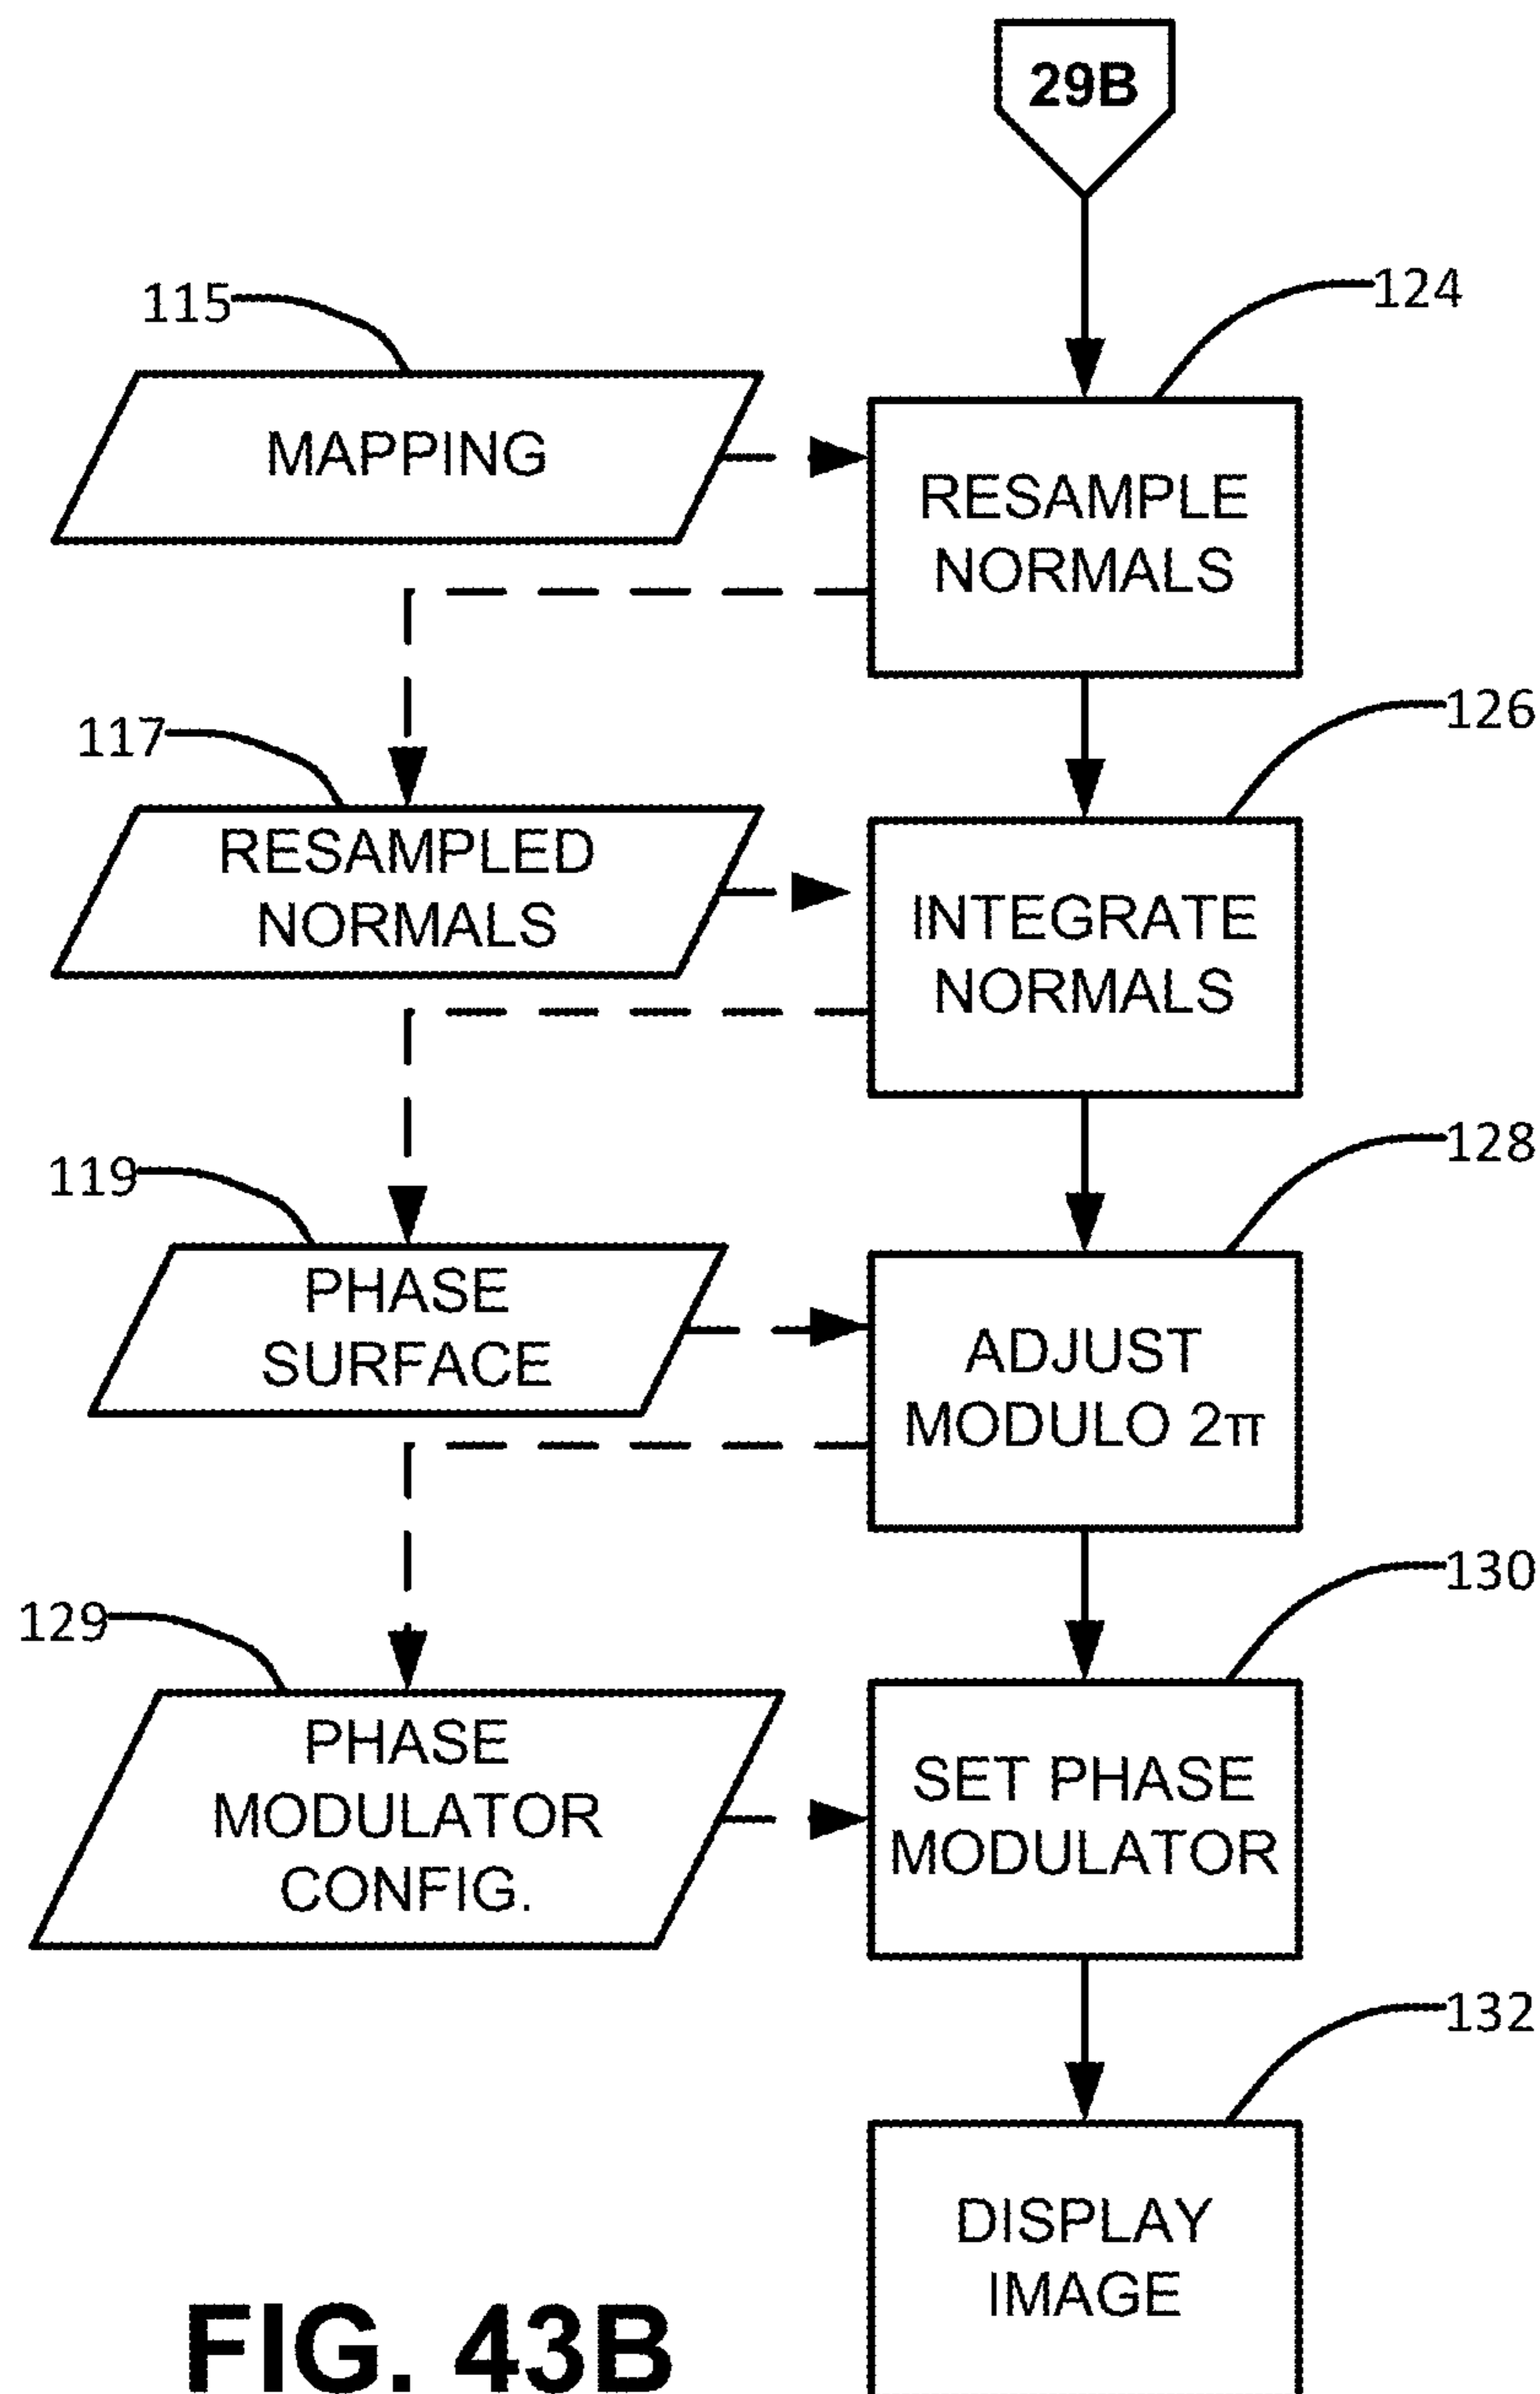 29B
115
124
MAPPING
RESAMPLE
NORMALS
117
126
RESAMPLED
NORMALS
INTEGRATE
NORMALS
119
128
PHASE
SURFACE
ADJUST
MODULO 2π
129
130
PHASE
MODULATOR
CONFIG.
SET PHASE
MODULATOR
132
DISPLAY
IMAGE
FIG. 43B